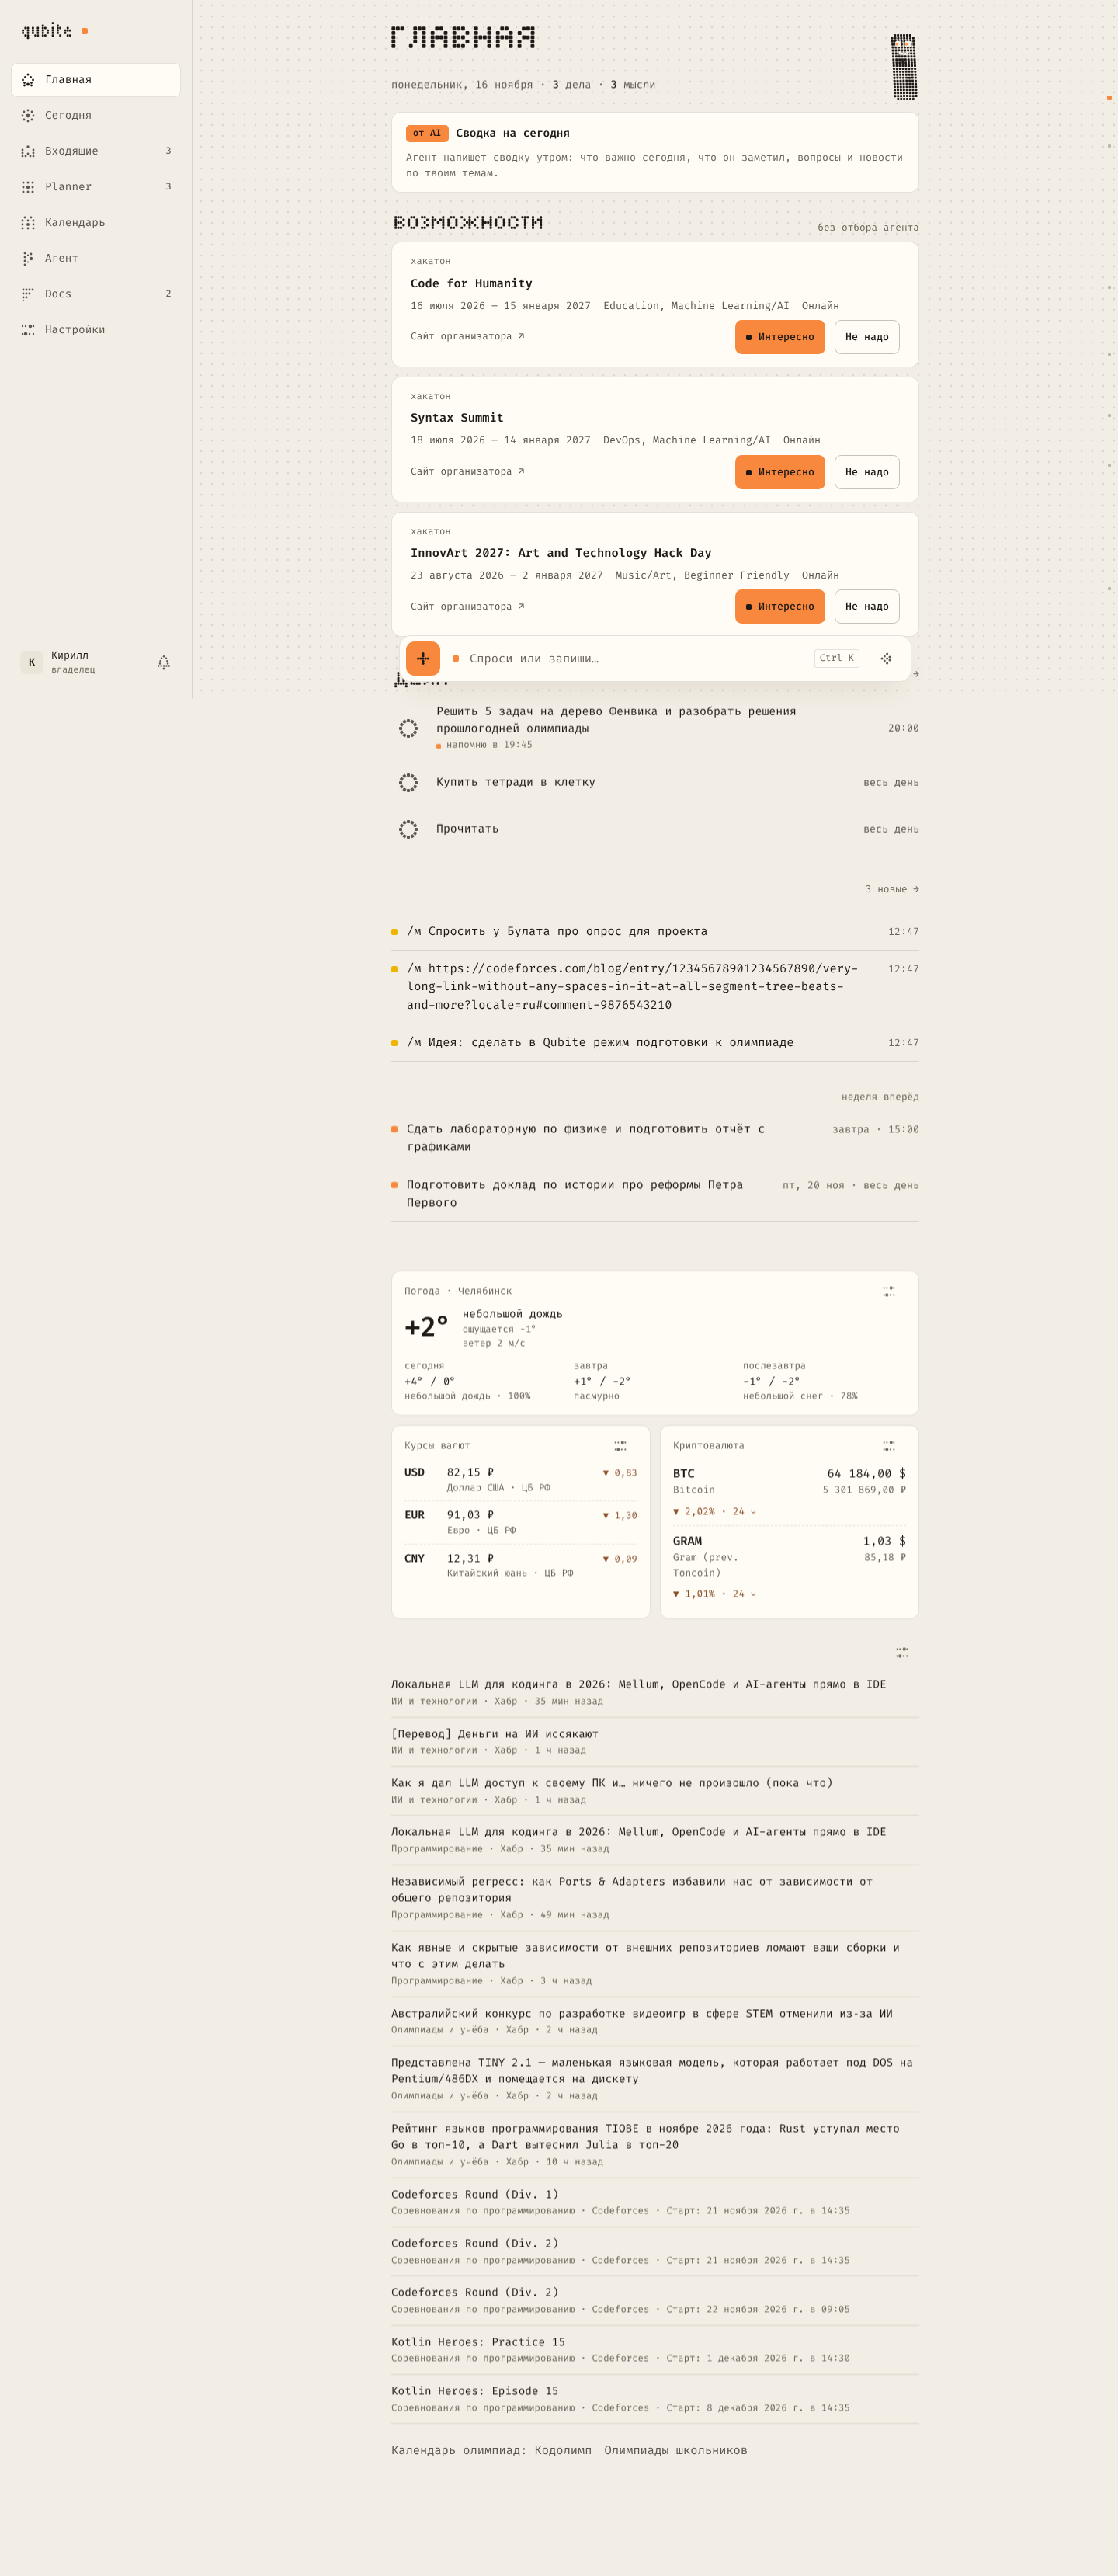 qubite
Главная
Сегодня
Входящие 3
Planner 3
Календарь
Агент
Docs 2
Настройки
К Кирилл
владелец
ГЛАВНАЯ
понедельник, 16 ноября · 3 дела · 3 мысли
от AI Сводка на сегодня
Агент напишет сводку утром: что важно сегодня, что он заметил, вопросы и новости
по твоим темам.
ВОЗМОЖНОСТИ без отбора агента
хакатон
Code for Humanity
16 июля 2026 — 15 января 2027 Education, Machine Learning/AI Онлайн
Сайт организатора ↗ Интересно Не надо
хакатон
Syntax Summit
18 июля 2026 — 14 января 2027 DevOps, Machine Learning/AI Онлайн
Сайт организатора ↗ Интересно Не надо
хакатон
InnovArt 2027: Art and Technology Hack Day
23 августа 2026 — 2 января 2027 Music/Art, Beginner Friendly Онлайн
Сайт организатора ↗ Интересно Не надо
Спроси или запиши… Ctrl K
→
Решить 5 задач на дерево Фенвика и разобрать решения
прошлогодней олимпиады 20:00
напомню в 19:45
Купить тетради в клетку весь день
Прочитать весь день
3 новые →
/м Спросить у Булата про опрос для проекта 12:47
/м https://codeforces.com/blog/entry/12345678901234567890/very- 12:47
long-link-without-any-spaces-in-it-at-all-segment-tree-beats-
and-more?locale=ru#comment-9876543210
/м Идея: сделать в Qubite режим подготовки к олимпиаде 12:47
неделя вперёд
Сдать лабораторную по физике и подготовить отчёт с завтра · 15:00
графиками
Подготовить доклад по истории про реформы Петра пт, 20 ноя · весь день
Первого
Погода · Челябинск
+2° небольшой дождь
ощущается -1°
ветер 2 м/с
сегодня завтра послезавтра
+4° / 0° +1° / -2° -1° / -2°
небольшой дождь · 100% пасмурно небольшой снег · 78%
Курсы валют
USD 82,15 ₽ ▼ 0,83
Доллар США · ЦБ РФ
EUR 91,03 ₽ ▼ 1,30
Евро · ЦБ РФ
CNY 12,31 ₽ ▼ 0,09
Китайский юань · ЦБ РФ
Криптовалюта
BTC 64 184,00 $
Bitcoin 5 301 869,00 ₽
▼ 2,02% · 24 ч
GRAM 1,03 $
Gram (prev. 85,18 ₽
Toncoin)
▼ 1,01% · 24 ч
Локальная LLM для кодинга в 2026: Mellum, OpenCode и AI-агенты прямо в IDE
ИИ и технологии · Хабр · 35 мин назад
[Перевод] Деньги на ИИ иссякают
ИИ и технологии · Хабр · 1 ч назад
Как я дал LLM доступ к своему ПК и… ничего не произошло (пока что)
ИИ и технологии · Хабр · 1 ч назад
Локальная LLM для кодинга в 2026: Mellum, OpenCode и AI-агенты прямо в IDE
Программирование · Хабр · 35 мин назад
Независимый регресс: как Ports & Adapters избавили нас от зависимости от
общего репозитория
Программирование · Хабр · 49 мин назад
Как явные и скрытые зависимости от внешних репозиториев ломают ваши сборки и
что с этим делать
Программирование · Хабр · 3 ч назад
Австралийский конкурс по разработке видеоигр в сфере STEM отменили из-за ИИ
Олимпиады и учёба · Хабр · 2 ч назад
Представлена TINY 2.1 — маленькая языковая модель, которая работает под DOS на
Pentium/486DX и помещается на дискету
Олимпиады и учёба · Хабр · 2 ч назад
Рейтинг языков программирования TIOBE в ноябре 2026 года: Rust уступал место
Go в топ-10, а Dart вытеснил Julia в топ-20
Олимпиады и учёба · Хабр · 10 ч назад
Codeforces Round (Div. 1)
Соревнования по программированию · Codeforces · Старт: 21 ноября 2026 г. в 14:35
Codeforces Round (Div. 2)
Соревнования по программированию · Codeforces · Старт: 21 ноября 2026 г. в 14:35
Codeforces Round (Div. 2)
Соревнования по программированию · Codeforces · Старт: 22 ноября 2026 г. в 09:05
Kotlin Heroes: Practice 15
Соревнования по программированию · Codeforces · Старт: 1 декабря 2026 г. в 14:30
Kotlin Heroes: Episode 15
Соревнования по программированию · Codeforces · Старт: 8 декабря 2026 г. в 14:35
Календарь олимпиад: Кодолимп Олимпиады школьников